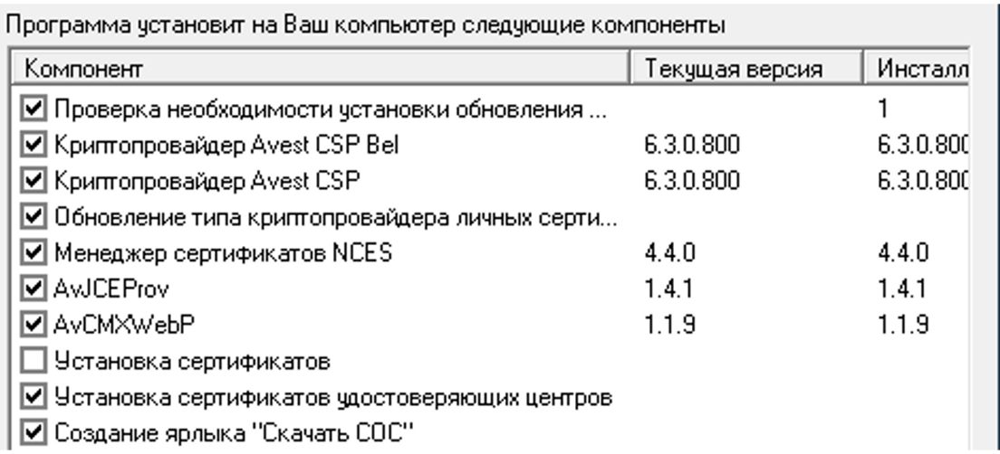 Программа установит на Ваш компьютер следующие компоненты
Компонент Текущая версия Инсталл
Проверка необходимости установки обновления ... 1
Криптопровайдер Avest CSP Bel 6.3.0.800 6.3.0.800
Криптопровайдер Avest CSP 6.3.0.800 6.3.0.800
Обновление типа криптопровайдера личных серти...
Менеджер сертификатов NCES 4.4.0 4.4.0
AvJCEProv 1.4.1 1.4.1
AvCMXWebP 1.1.9 1.1.9
Установка сертификатов
Установка сертификатов удостоверяющих центров
Создание ярлыка "Скачать СОС"